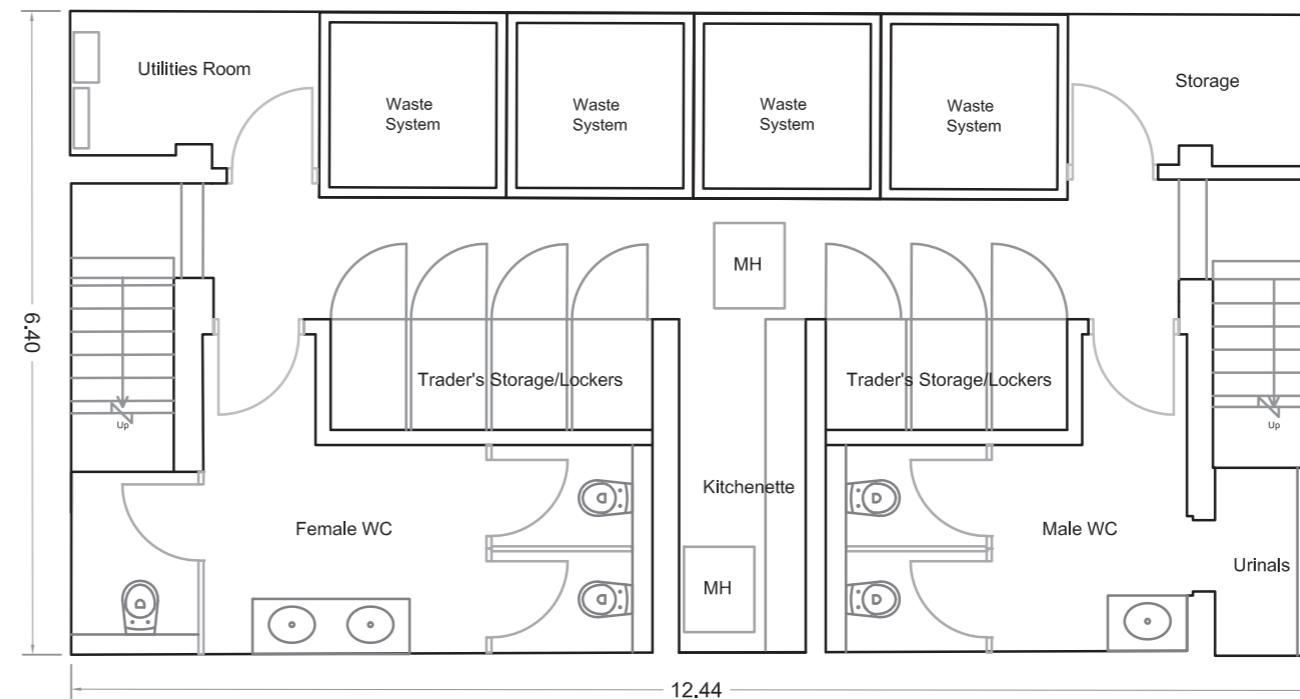 Utilities Room
Waste
System
Waste
System
Waste
System
Waste
System
Storage
MH
6.40
Trader's Storage/Lockers
Trader's Storage/Lockers
Up
Up
Kitchenette
Female WC
Male WC
Urinals
MH
12.44